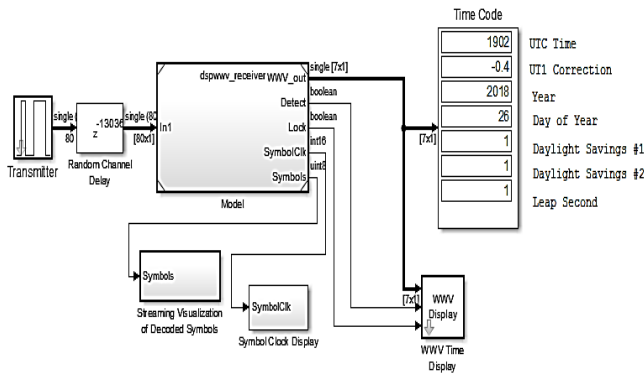 Time Code
1902 UTC Time
-0.4 UT1 Correction
2018 Year
26 Day of Year
1 Daylight Savings #1
1 Daylight Savings #2
1 Leap Second
[7x1]
Transmitter
single (
80
z -13036
Random Channel
Delay
single (80
[80x1]
In1
dspwwv_receiver
WWV_out
Detect
Lock
SymbolClk
Symbols
Model
single [7x1]
boolean
boolean
int16
uint8
Symbols
Streaming Visualization
of Decoded Symbols
SymbolClk
Symbol Clock Display
[7x1]
WWV
Display
WWV Time
Display